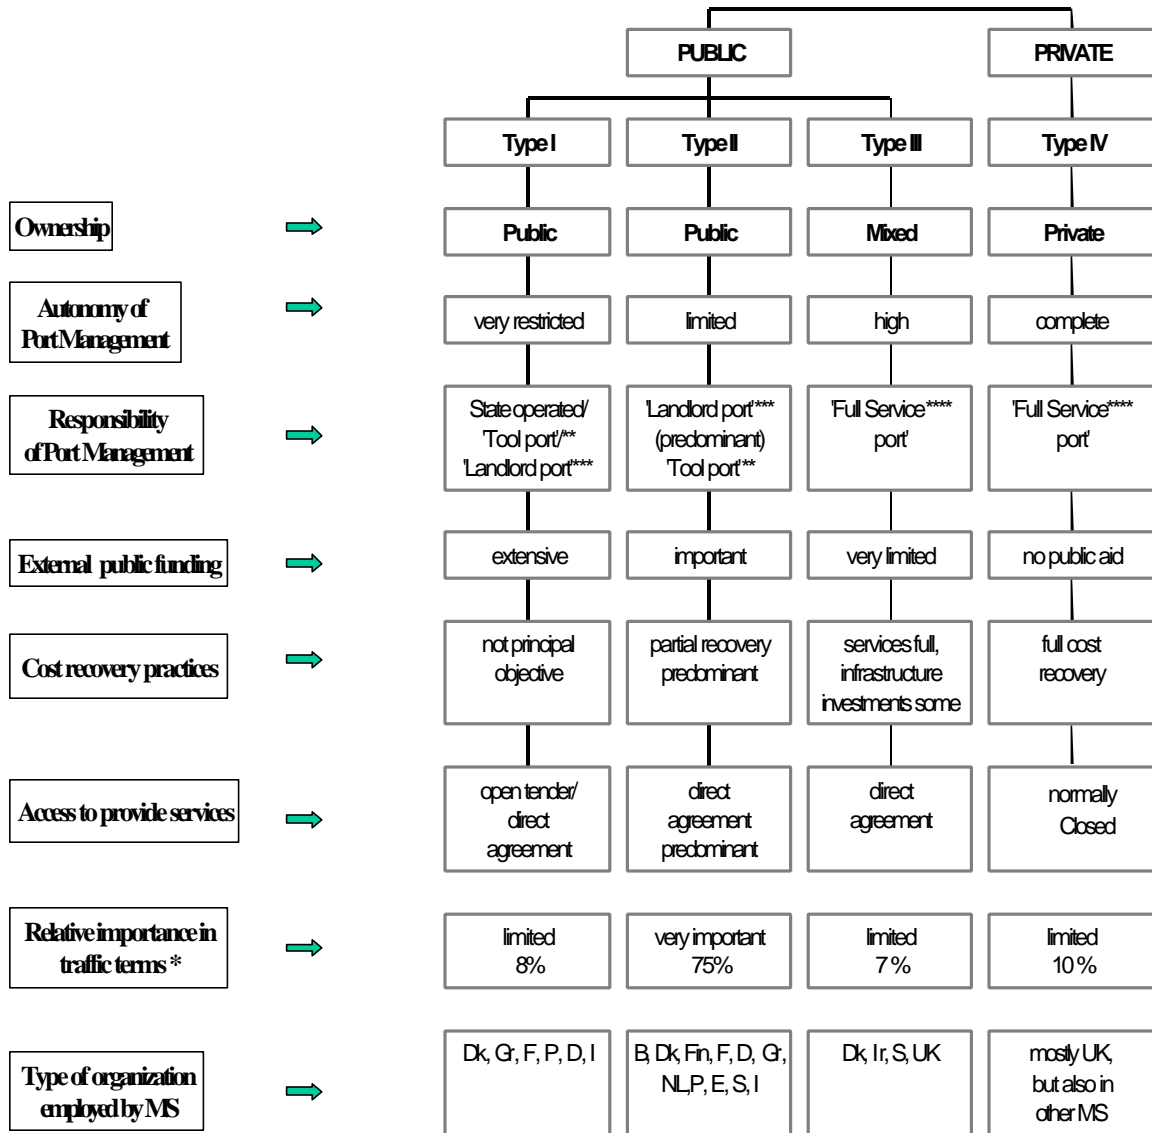 PUBLIC PRIVATE
Type I Type II Type III Type IV
Ownership Public Public Mixed Private
Autonomy of
Port Management very restricted limited high complete
Responsibility
of Port Management
State operated/
'Tool port'/**
'Landlord port'***
'Landlord port'***
(predominant)
'Tool port'**
'Full Service****
port'
'Full Service****
port'
External public funding extensive important very limited no public aid
Cost recovery practices
not principal
objective
partial recovery
predominant
services full,
infrastructure
investments some
full cost
recovery
Access to provide services
open tender/
direct
agreement
direct
agreement
predominant
direct
agreement
normally
Closed
Relative importance in
traffic terms *
limited
8%
very important
75%
limited
7 %
limited
10 %
Type of organization
employed by MS
Dk, Gr, F, P, D, I
B, Dk, Fin, F, D, Gr,
NL,P, E, S, I
Dk, Ir, S, UK
mostly UK,
but also in
other MS